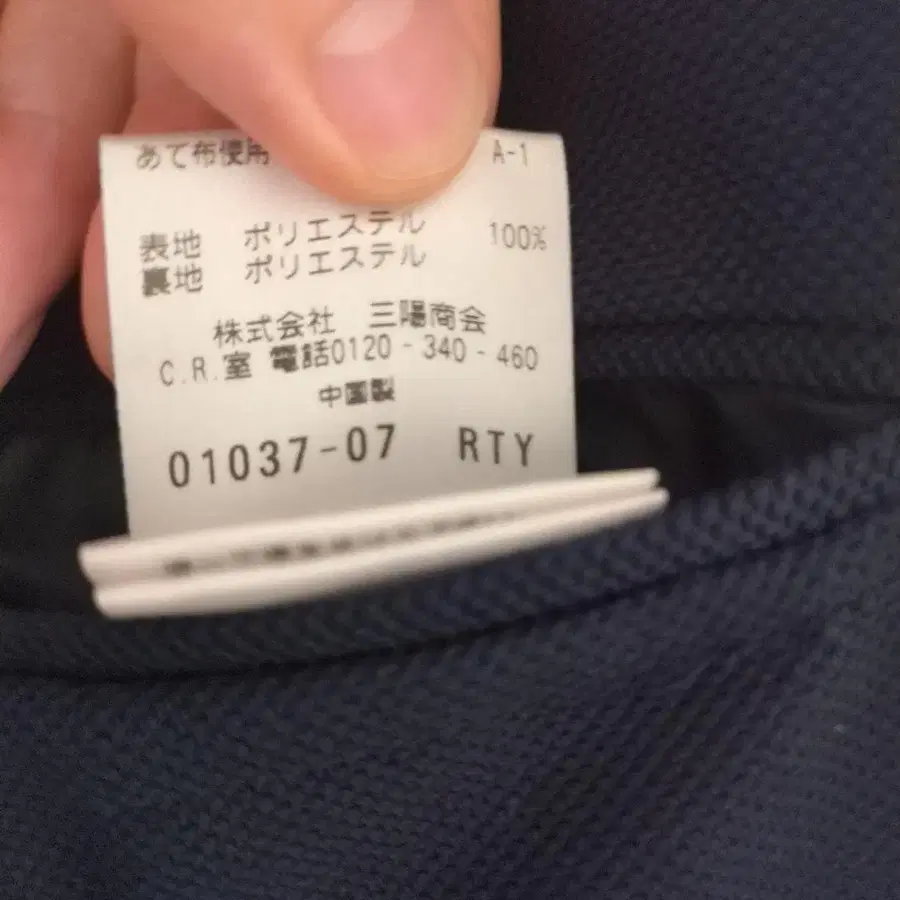 あて布使用 A-1
表地 ポリエステル 100%
裏地 ポリエステル
株式会社 三陽商会
C.R.室 電話0120-340-460
中国製
01037-07 RTY